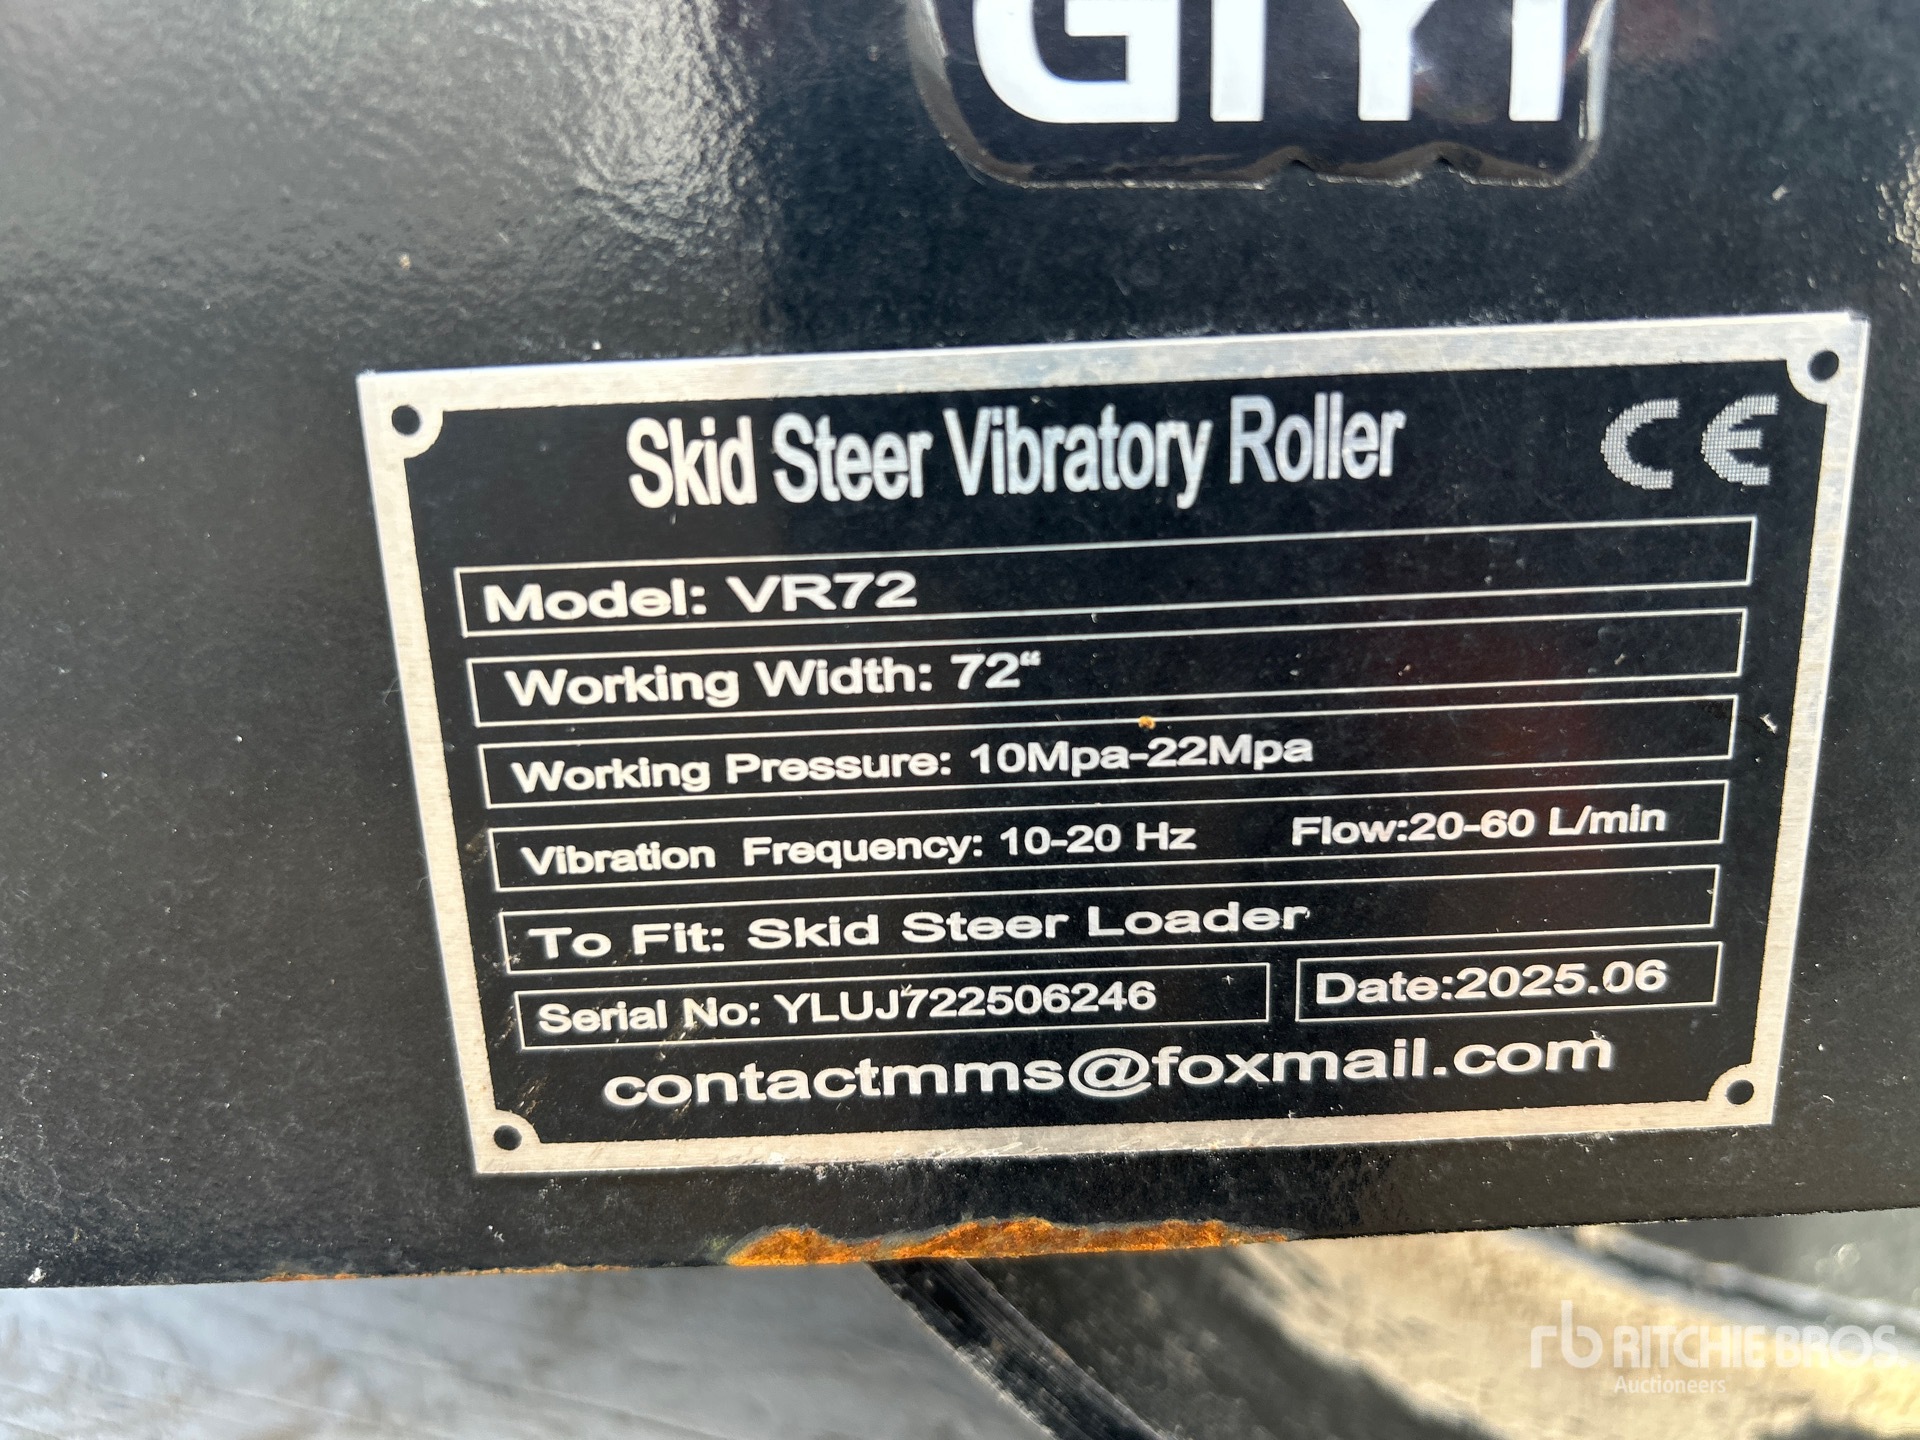 GIYI
Skid Steer Vibratory Roller CE
Model: VR72
Working Width: 72“
Working Pressure: 10Mpa-22Mpa
Vibration Frequency: 10-20 Hz Flow:20-60 L/min
To Fit: Skid Steer Loader
Serial No: YLUJ722506246 Date:2025.06
contactmms@foxmail.com
rb RITCHIE BROS.
Auctioneers